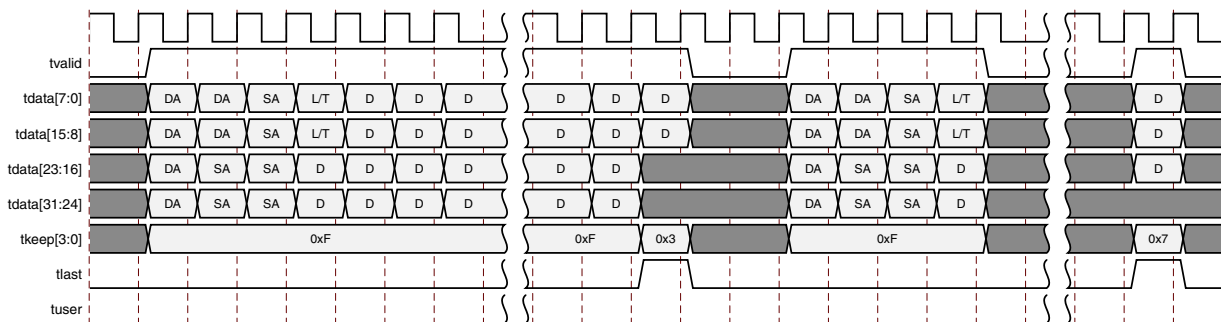 tvalid
tdata[7:0] DA DA SA L/T D D D D D D DA DA SA L/T D
tdata[15:8] DA DA SA L/T D D D D D D DA DA SA L/T D
tdata[23:16] DA SA SA D D D D D D DA SA SA D D
tdata[31:24] DA SA SA D D D D D D DA SA SA D
tkeep[3:0] 0xF 0xF 0x3 0xF 0x7
tlast
tuser